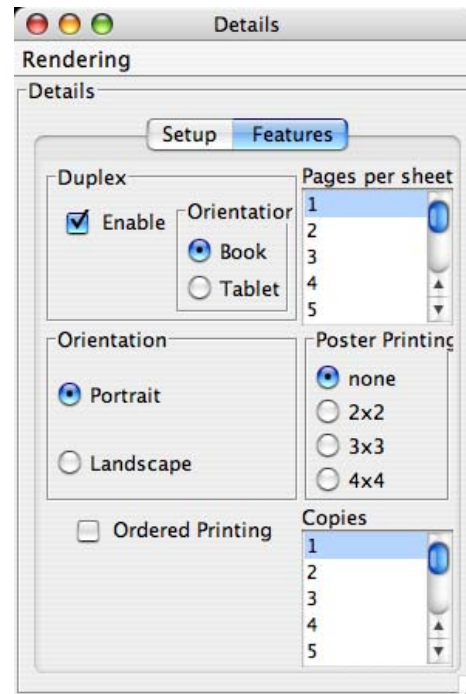 Details
Rendering
Details
Setup Features
Duplex
Enable
Orientatior
Book
Tablet
Pages per sheet
1
2
3
4
5
Orientation
Portrait
Landscape
Poster Printing
none
2x2
3x3
4x4
Ordered Printing
Copies
1
2
3
4
5